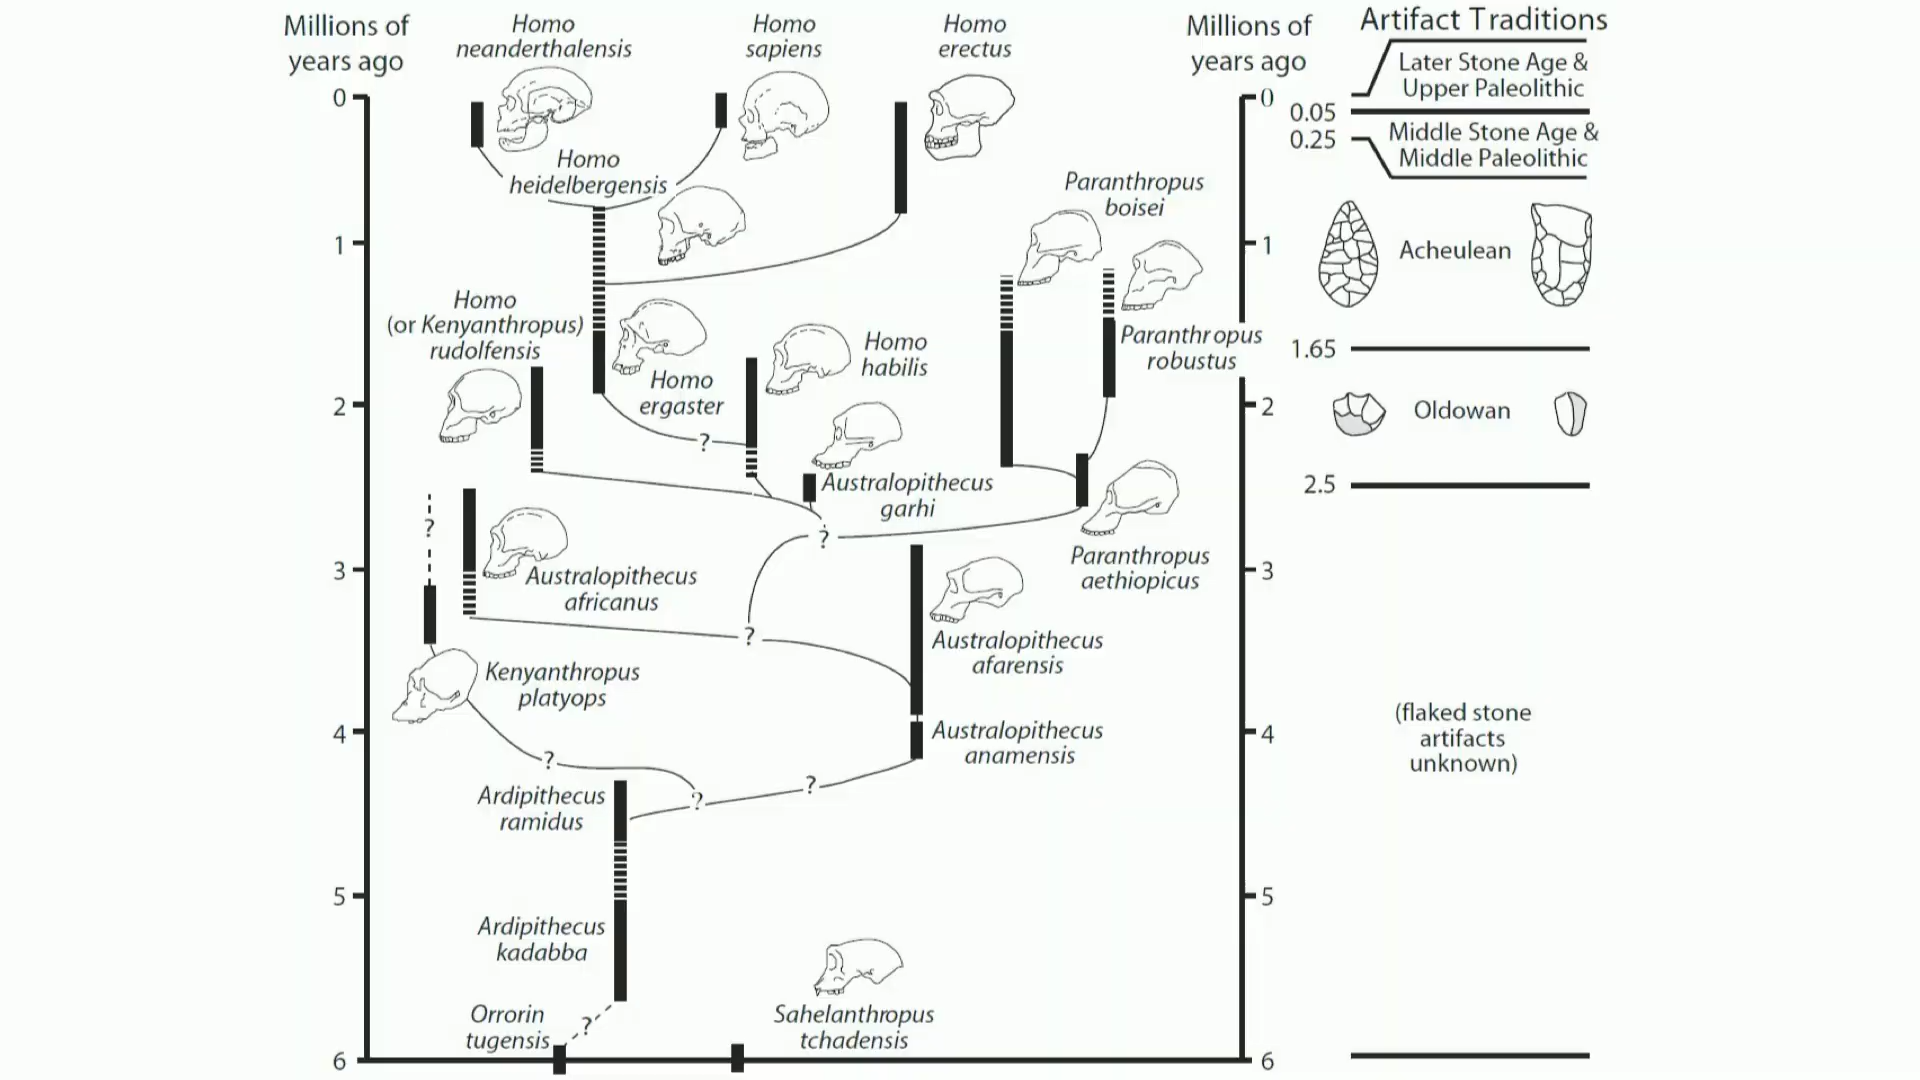 Millions of
years ago
Homo
neanderthalensis
Homo
sapiens
Homo
erectus
Millions of
years ago
Artifact Traditions
Later Stone Age &
Upper Paleolithic
0
0
0.05
0.25
Middle Stone Age &
Middle Paleolithic
Homo
heidelbergensis
Paranthropus
boisei
1
1
Acheulean
Homo
(or Kenyanthropus)
rudolfensis
Homo
habilis
Paranthropus
robustus
1.65
Homo
ergaster
2
2
Oldowan
?
Australopithecus
garhi
2.5
?
?
Paranthropus
aethiopicus
3
3
Australopithecus
africanus
?
Australopithecus
afarensis
Kenyanthropus
platyops
4
4
Australopithecus
anamensis
(flaked stone
artifacts
unknown)
?
?
?
Ardipithecus
ramidus
5
5
Ardipithecus
kadabba
Orrorin
tugensis
?
Sahelanthropus
tchadensis
6
6